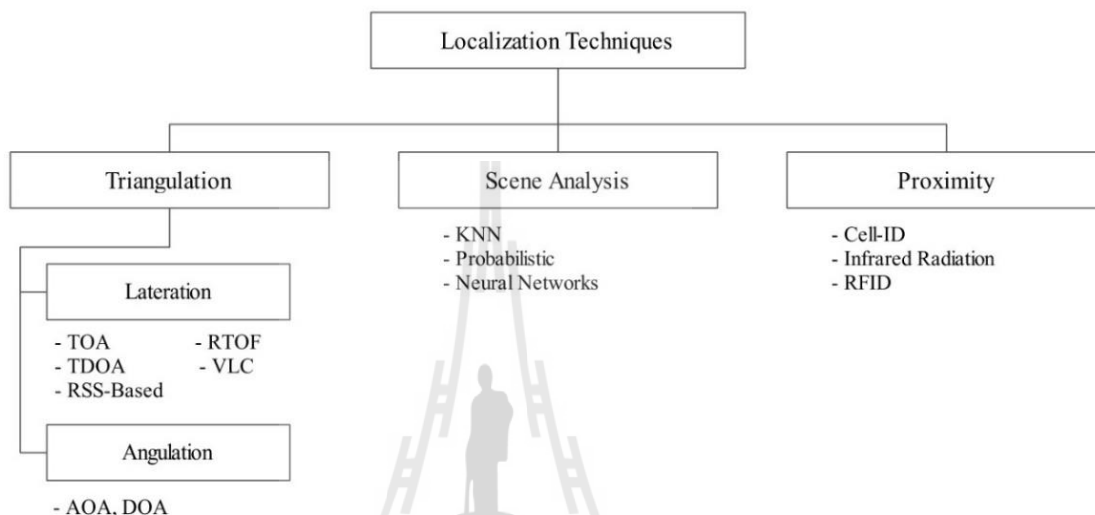 Localization Techniques
Triangulation
Scene Analysis
Proximity
- KNN
- Probabilistic
- Neural Networks
- Cell-ID
- Infrared Radiation
- RFID
Lateration
- TOA - RTOF
- TDOA - VLC
- RSS-Based
Angulation
- AOA, DOA